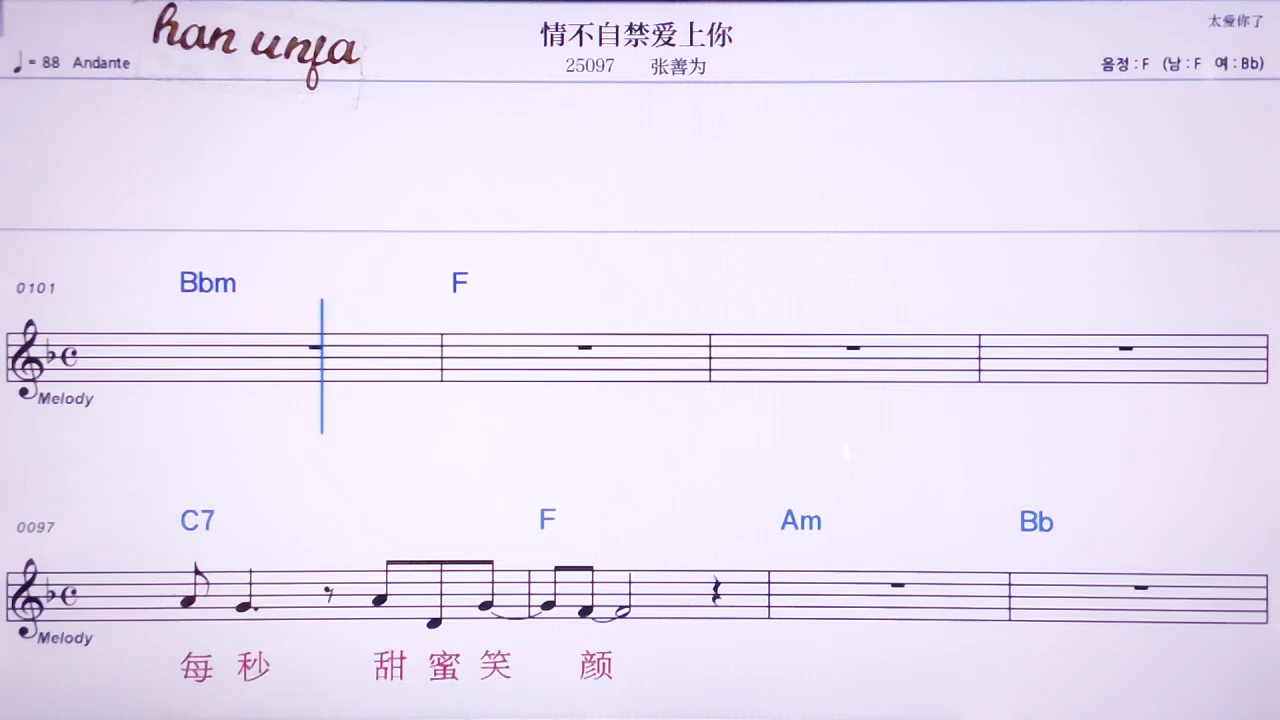 han unfa
情不自禁爱上你
太爱你了
♩= 88 Andante
25097 张善为
음정 : F (남 : F 여 : Bb)
0101 Bbm F
Melody
0097 C7 F Am Bb
Melody
每 秒 甜 蜜 笑 颜